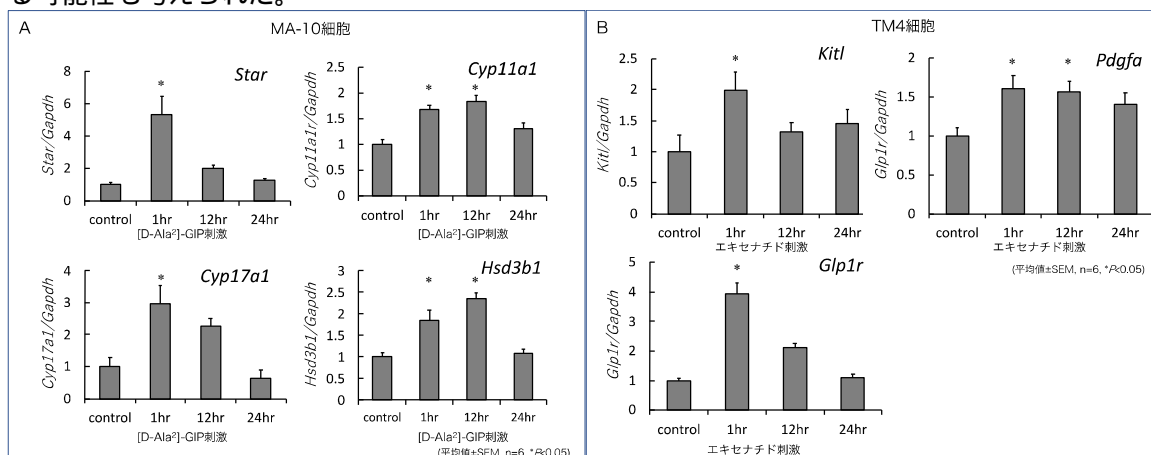 る可能性も考えられた。
A
MA-10細胞
Star
Star/Gapdh
8
6
4
2
0
*
control 1hr 12hr 24hr
[D-Ala²]-GIP刺激
Cyp11a1
Cyp11a1r/Gapdh
2.5
2
1.5
1
0.5
0
* *
control 1hr 12hr 24hr
[D-Ala²]-GIP刺激
Cyp17a1
Cyp17a1/Gapdh
4
3
2
1
0
*
control 1hr 12hr 24hr
[D-Ala²]-GIP刺激
Hsd3b1
Hsd3b1/Gapdh
3
2.5
2
1.5
1
0.5
0
* *
control 1hr 12hr 24hr
[D-Ala²]-GIP刺激
(平均値±SEM, n=6, *P<0.05)
B
TM4細胞
Kitl
Kitl/Gapdh
2.5
2
1.5
1
0.5
0
*
control 1hr 12hr 24hr
エキセナチド刺激
Pdgfa
Glp1r/Gapdh
2
1.5
1
0.5
0
* *
control 1hr 12hr 24hr
エキセナチド刺激
(平均値±SEM, n=6, *P<0.05)
Glp1r
Glp1r/Gapdh
5
4
3
2
1
0
*
control 1hr 12hr 24hr
エキセナチド刺激